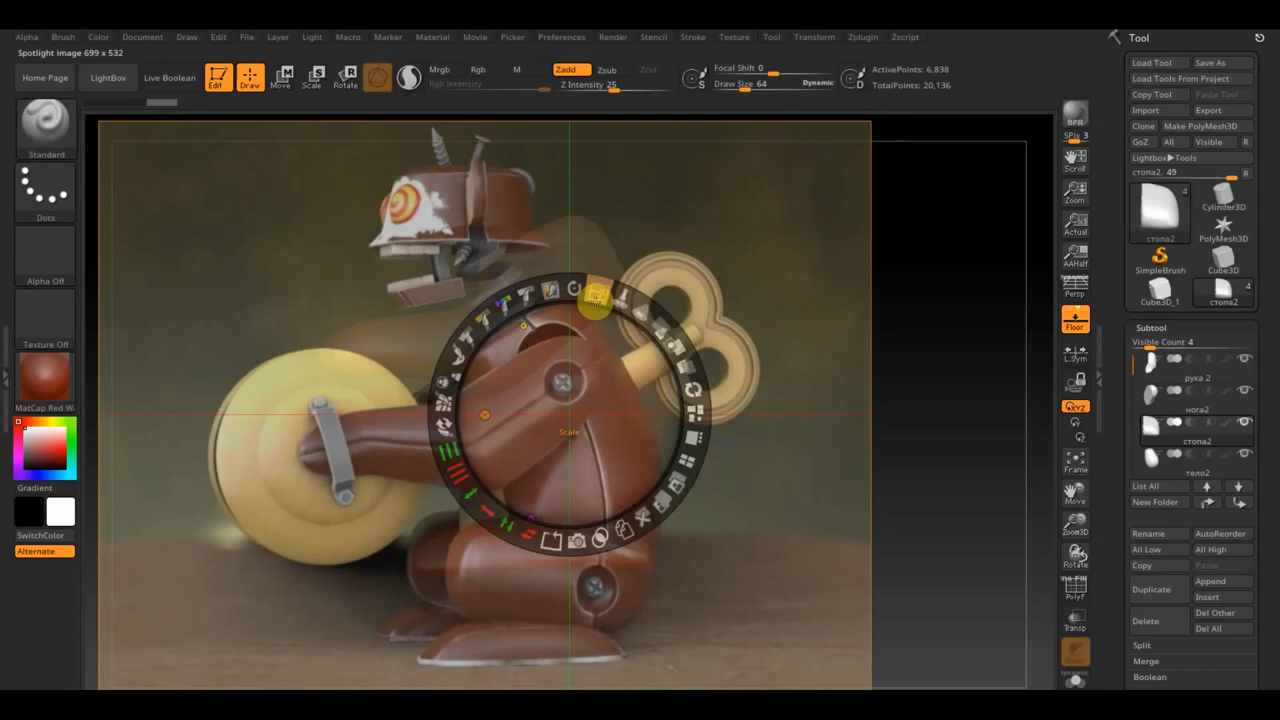 Alpha Brush Color Document Draw Edit File Layer Light Macro Marker Material Movie Picker Preferences Render Stencil Stroke Texture Tool Transform Zplugin Zscript
Spotlight image 699 x 532
Home Page LightBox Live Boolean Edit Draw Move Scale Rotate
Mrgb Rgb M
Rgb Intensity
Zadd Zsub Zcut
Z Intensity 25
S
Focal Shift 0
Draw Size 64 Dynamic
D
ActivePoints: 6,838
TotalPoints: 20,136
Standard
Dots
Alpha Off
Texture Off
MatCap Red Wa
Gradient
SwitchColor
Alternate
Scale
BPR
SPix 3
Scroll
Zoom
Actual
AAHalf
Persp
Floor
L.Sym
XYZ
Frame
Move
Zoom3D
Rotate
PolyF
Transp
Tool
Load Tool Save As
Load Tools From Project
Copy Tool Paste Tool
Import Export
Clone Make PolyMesh3D
GoZ All Visible R
Lightbox▶Tools
стопа2. 49 R
4
стопа2
Cylinder3D
PolyMesh3D
SimpleBrush Cube3D
4
Cube3D_1 стопа2
Subtool
Visible Count 4
рука 2
нога2
стопа2
тело2
List All
New Folder
Rename AutoReorder
All Low All High
Copy Paste
Duplicate Append
Insert
Delete Del Other
Del All
Split
Merge
Boolean